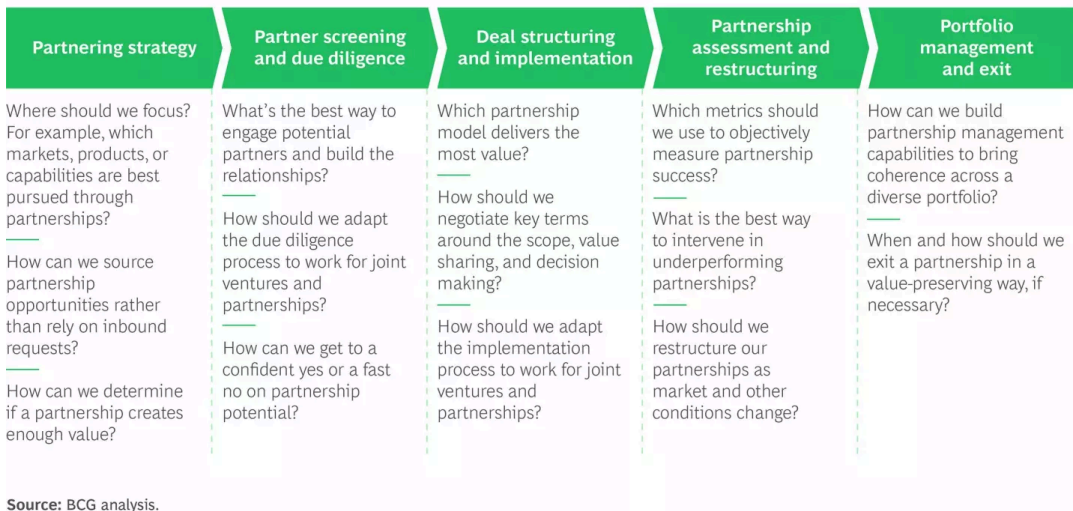 Partnering strategy
Partner screening
and due diligence
Deal structuring
and implementation
Partnership
assessment and
restructuring
Portfolio
management
and exit
Where should we focus?
For example, which
markets, products, or
capabilities are best
pursued through
partnerships?
How can we source
partnership
opportunities rather
than rely on inbound
requests?
How can we determine
if a partnership creates
enough value?
What’s the best way to
engage potential
partners and build the
relationships?
How should we adapt
the due diligence
process to work for joint
ventures and
partnerships?
How can we get to a
confident yes or a fast
no on partnership
potential?
Which partnership
model delivers the
most value?
How should we
negotiate key terms
around the scope, value
sharing, and decision
making?
How should we adapt
the implementation
process to work for joint
ventures and
partnerships?
Which metrics should
we use to objectively
measure partnership
success?
What is the best way
to intervene in
underperforming
partnerships?
How should we
restructure our
partnerships as
market and other
conditions change?
How can we build
partnership management
capabilities to bring
coherence across a
diverse portfolio?
When and how should we
exit a partnership in a
value-preserving way, if
necessary?
Source: BCG analysis.